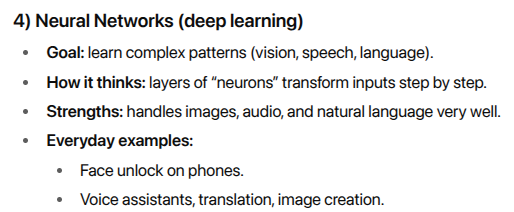 4) Neural Networks (deep learning)
• Goal: learn complex patterns (vision, speech, language).
• How it thinks: layers of “neurons” transform inputs step by step.
• Strengths: handles images, audio, and natural language very well.
• Everyday examples:
• Face unlock on phones.
• Voice assistants, translation, image creation.